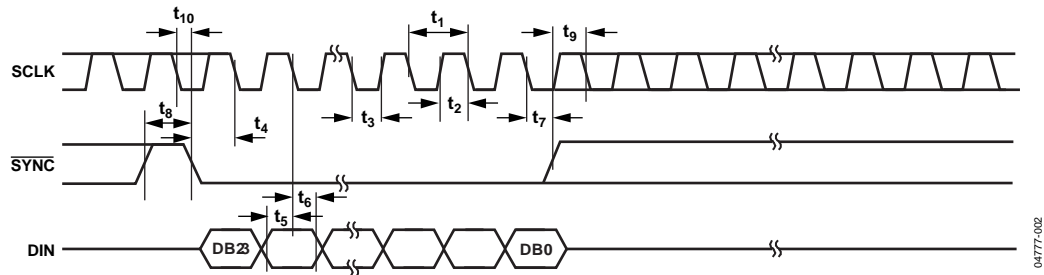 t10
t1
t9
SCLK
t8
t4
t3
t2
t7
SYNC
t6
t5
DIN
DB23
DB0
04777-002